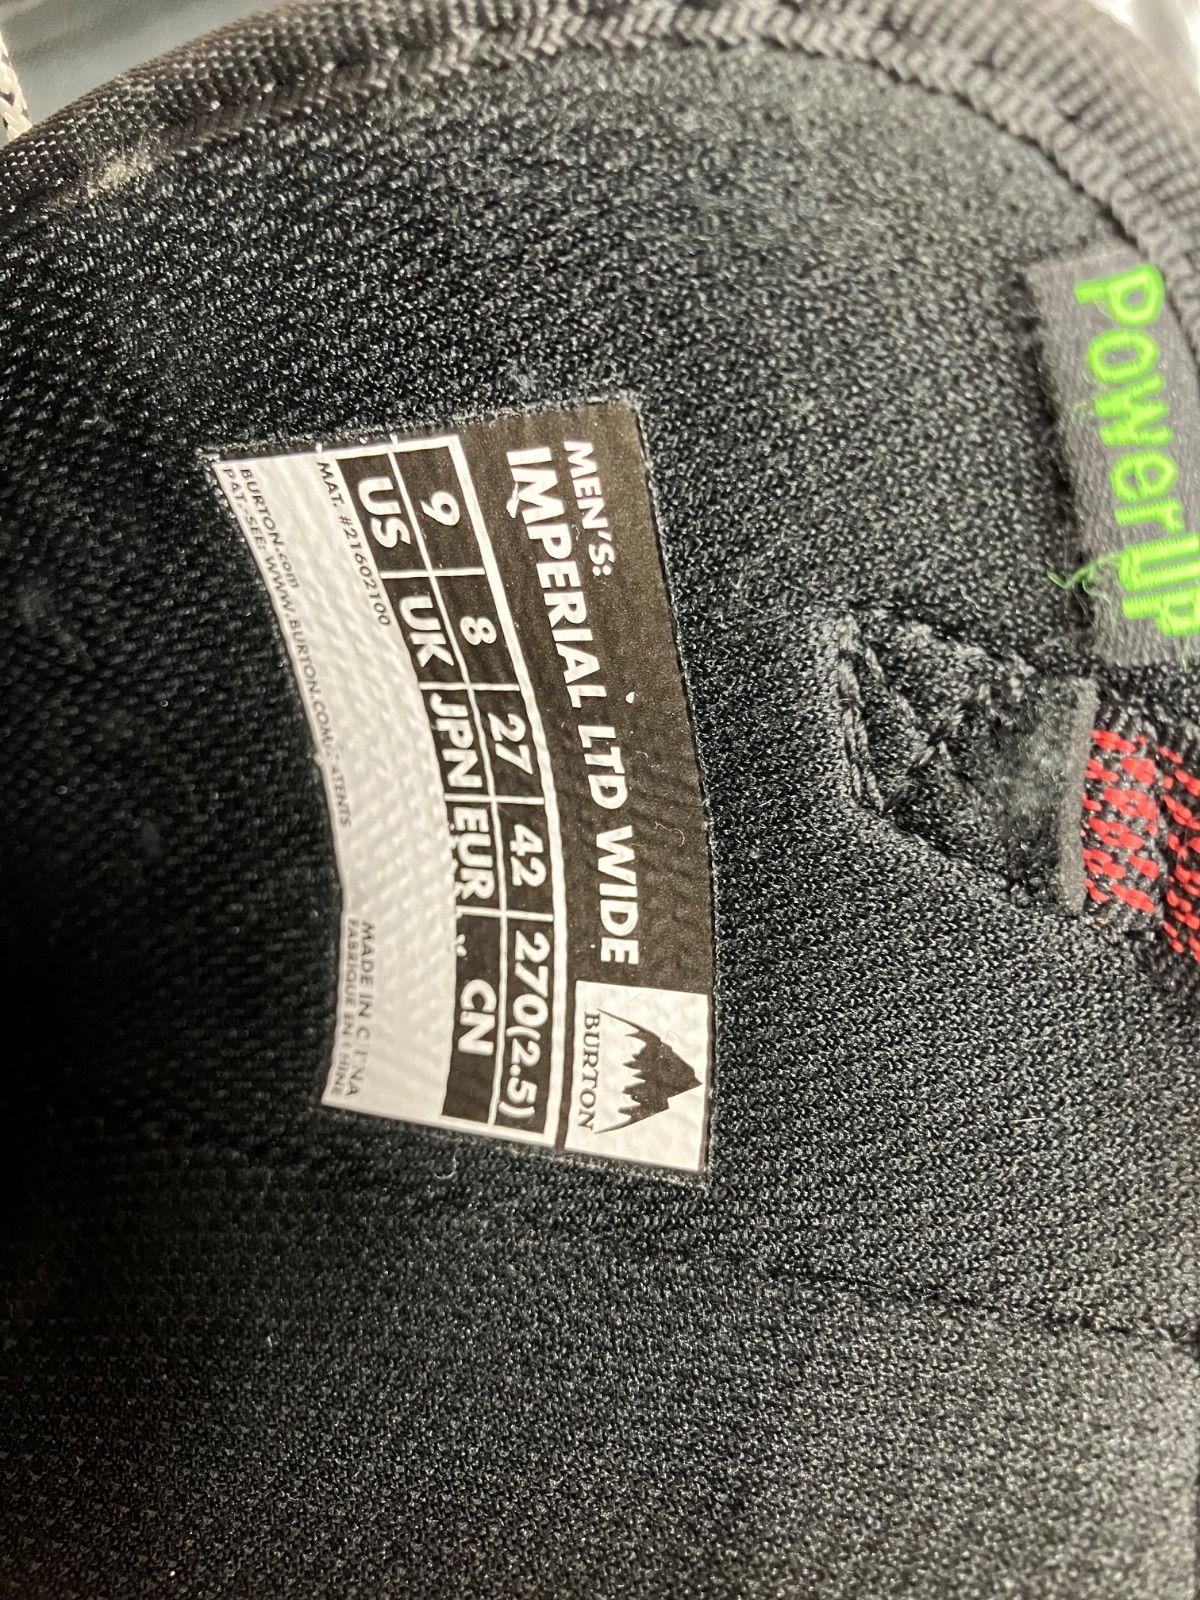 PowerUP
MEN'S:
IMPERIAL LTD WIDE
BURTON
9 8 27 42 270(2.5)
US UK JPN EUR CN
MAT. #21602100
BURTON.com
PAT.-SEE: WWW.BURTON.COM/PATENTS
MADE IN CHINA
FABRIQUE EN CHINE